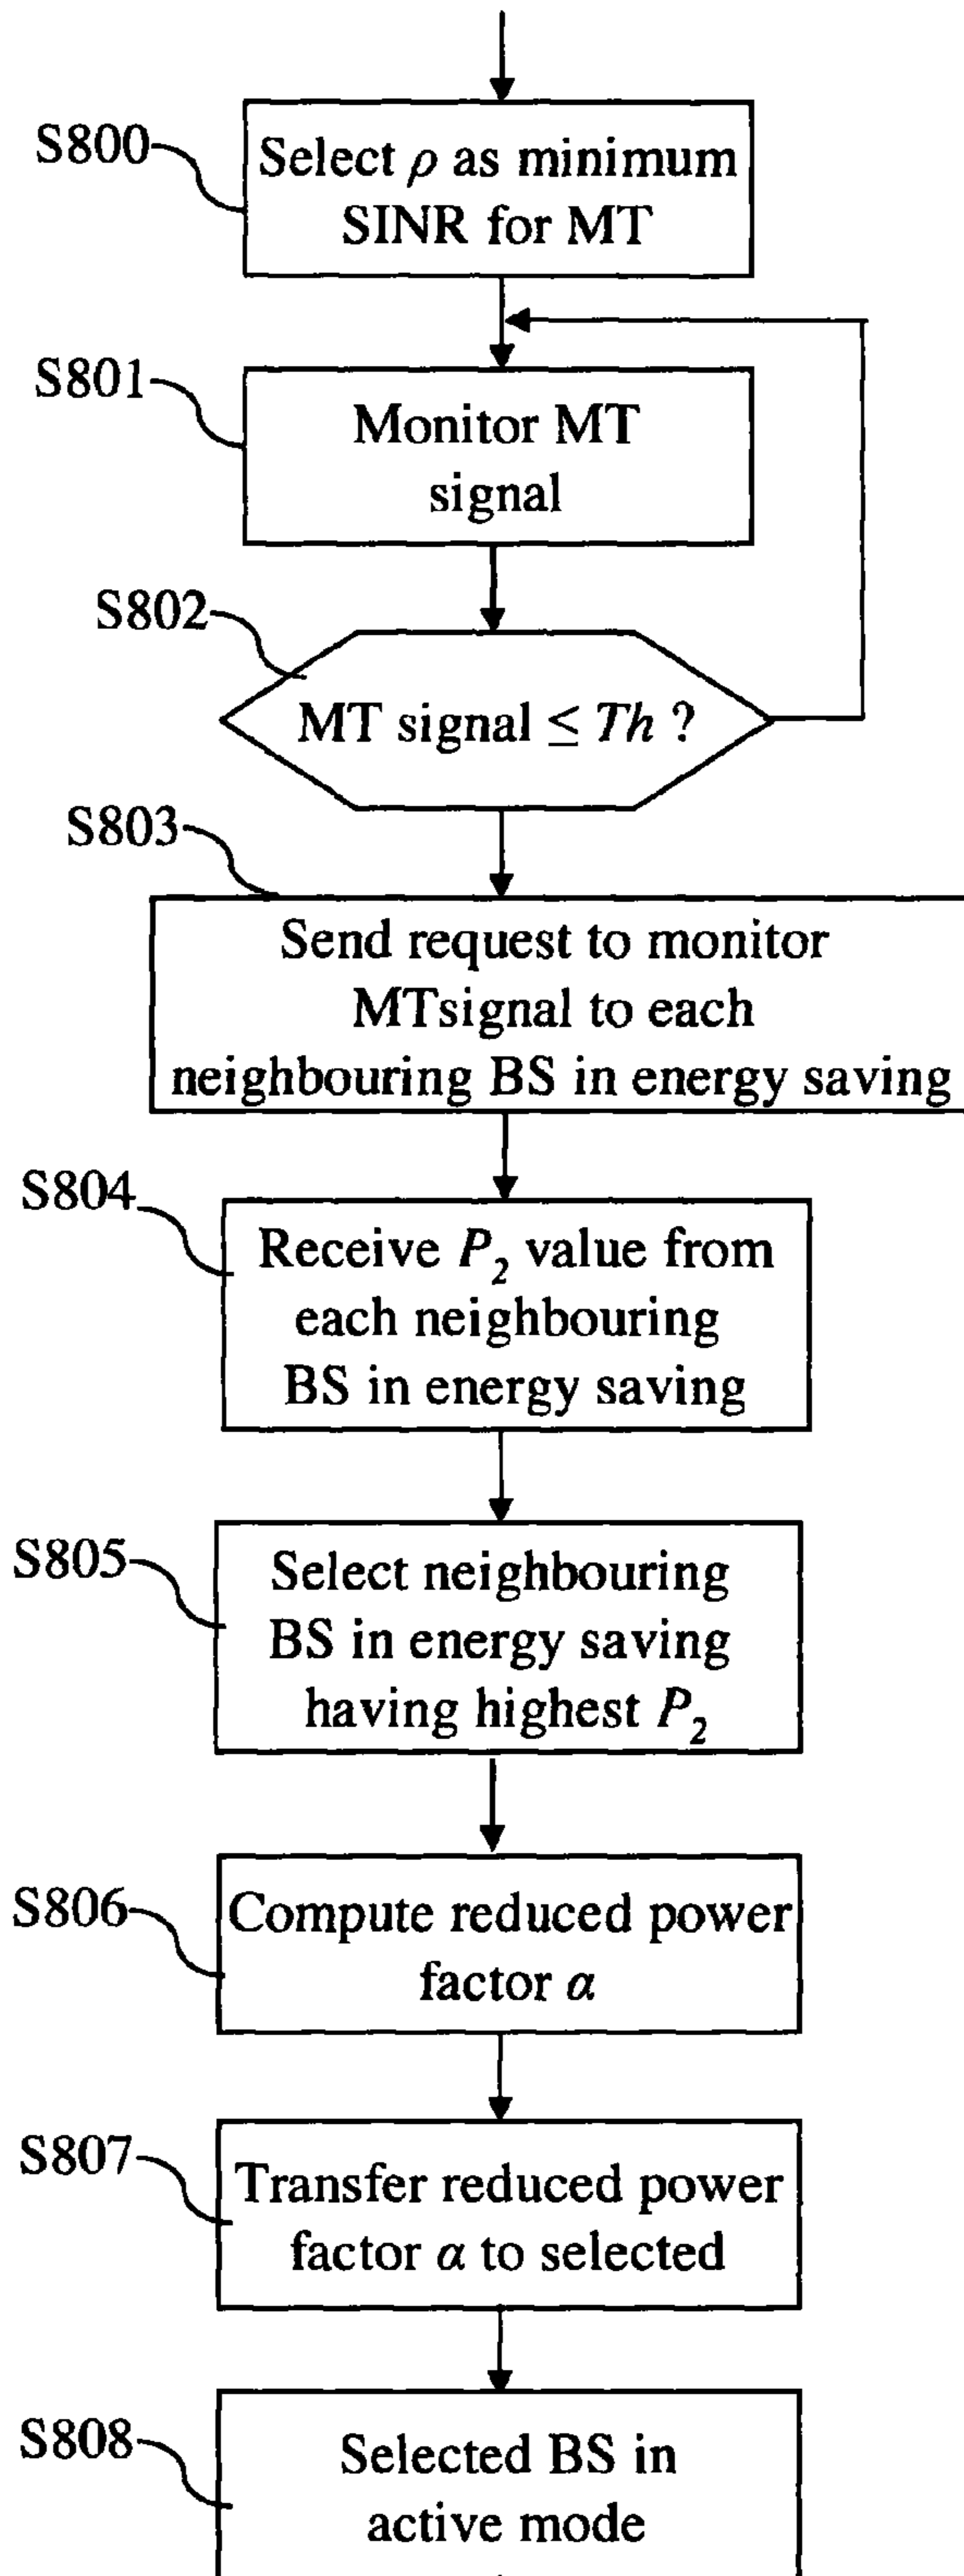 S800
Select ρ as minimum
SINR for MT
S801
Monitor MT
signal
S802
MT signal ≤ Th ?
S803
Send request to monitor
MTsignal to each
neighbouring BS in energy saving
S804
Receive P₂ value from
each neighbouring
BS in energy saving
S805
Select neighbouring
BS in energy saving
having highest P₂
S806
Compute reduced power
factor α
S807
Transfer reduced power
factor α to selected
S808
Selected BS in
active mode